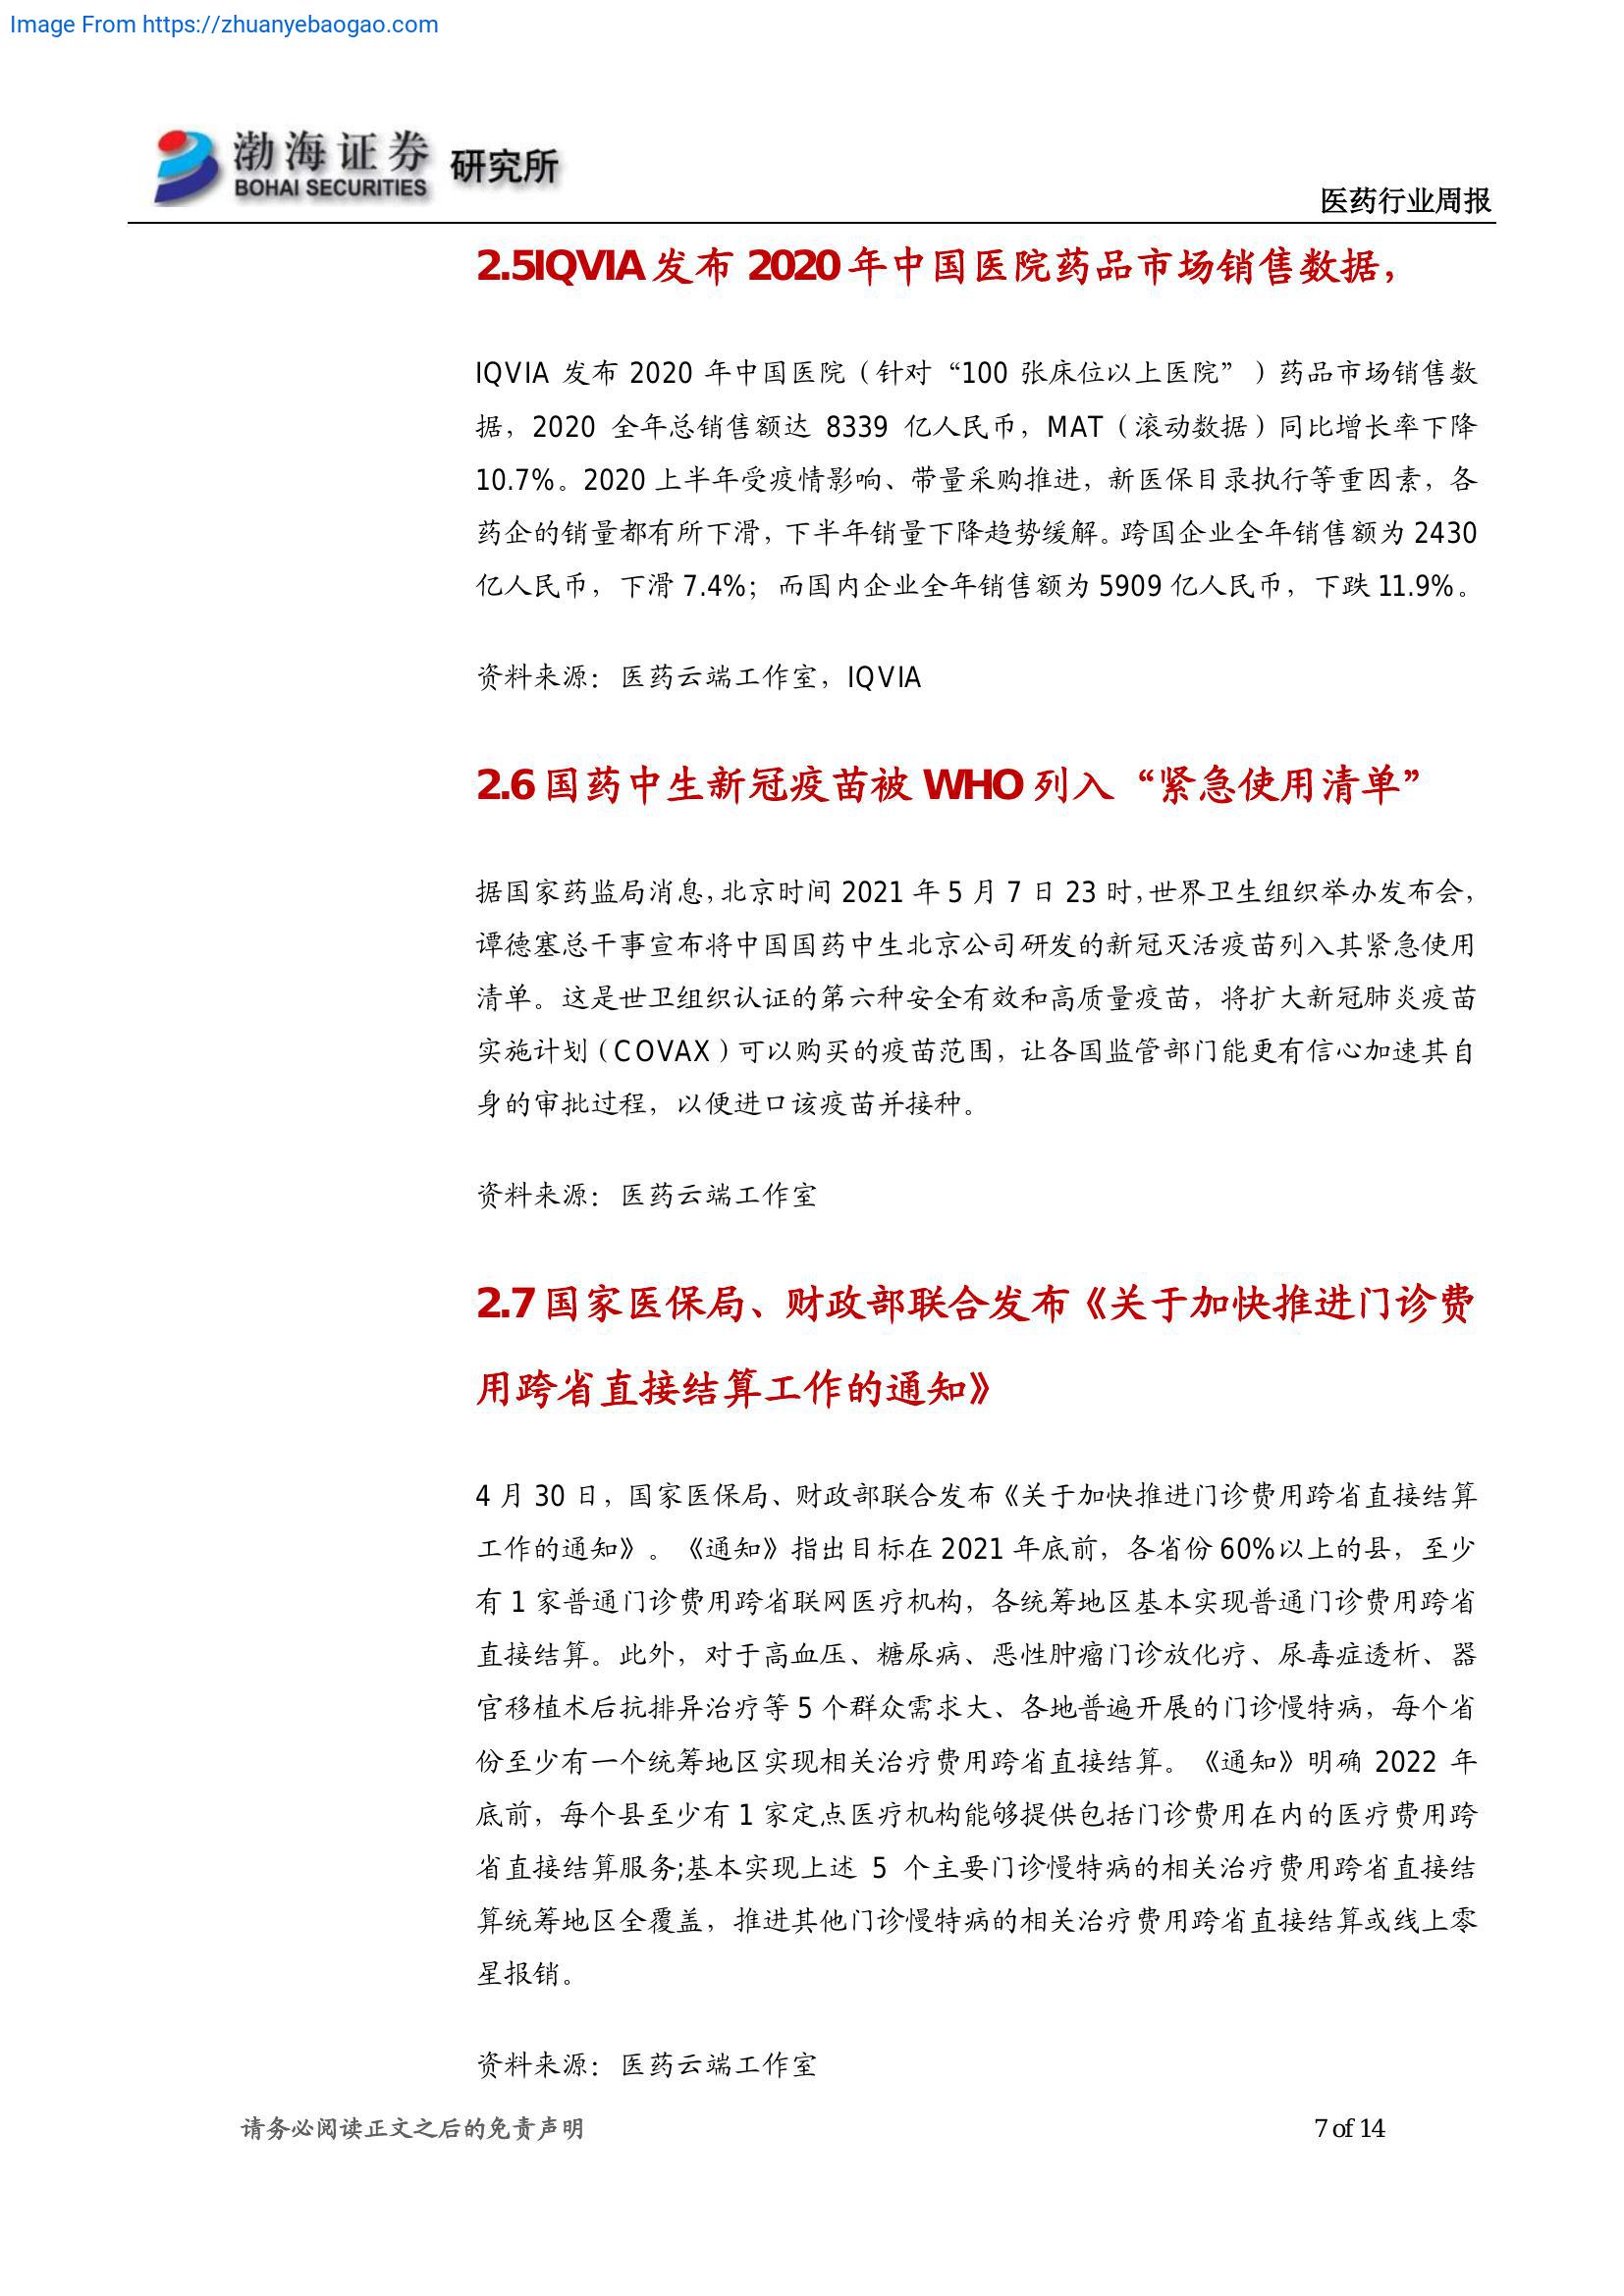 Image From https://zhuanyebaogao.com
渤海证券 研究所
BOHAI SECURITIES
医药行业周报
2.5IQVIA 发布 2020 年中国医院药品市场销售数据，
IQVIA 发布 2020 年中国医院（针对“100 张床位以上医院”）药品市场销售数
据，2020 全年总销售额达 8339 亿人民币，MAT（滚动数据）同比增长率下降
10.7%。2020 上半年受疫情影响、带量采购推进，新医保目录执行等重因素，各
药企的销量都有所下滑，下半年销量下降趋势缓解。跨国企业全年销售额为 2430
亿人民币，下滑 7.4%；而国内企业全年销售额为 5909 亿人民币，下跌 11.9%。
资料来源：医药云端工作室，IQVIA
2.6 国药中生新冠疫苗被 WHO 列入“紧急使用清单”
据国家药监局消息，北京时间 2021 年 5 月 7 日 23 时，世界卫生组织举办发布会，
谭德塞总干事宣布将中国国药中生北京公司研发的新冠灭活疫苗列入其紧急使用
清单。这是世卫组织认证的第六种安全有效和高质量疫苗，将扩大新冠肺炎疫苗
实施计划（COVAX）可以购买的疫苗范围，让各国监管部门能更有信心加速其自
身的审批过程，以便进口该疫苗并接种。
资料来源：医药云端工作室
2.7 国家医保局、财政部联合发布《关于加快推进门诊费
用跨省直接结算工作的通知》
4 月 30 日，国家医保局、财政部联合发布《关于加快推进门诊费用跨省直接结算
工作的通知》。《通知》指出目标在 2021 年底前，各省份 60%以上的县，至少
有 1 家普通门诊费用跨省联网医疗机构，各统筹地区基本实现普通门诊费用跨省
直接结算。此外，对于高血压、糖尿病、恶性肿瘤门诊放化疗、尿毒症透析、器
官移植术后抗排异治疗等 5 个群众需求大、各地普遍开展的门诊慢特病，每个省
份至少有一个统筹地区实现相关治疗费用跨省直接结算。《通知》明确 2022 年
底前，每个县至少有 1 家定点医疗机构能够提供包括门诊费用在内的医疗费用跨
省直接结算服务;基本实现上述 5 个主要门诊慢特病的相关治疗费用跨省直接结
算统筹地区全覆盖，推进其他门诊慢特病的相关治疗费用跨省直接结算或线上零
星报销。
资料来源：医药云端工作室
请务必阅读正文之后的免责声明
7 of 14